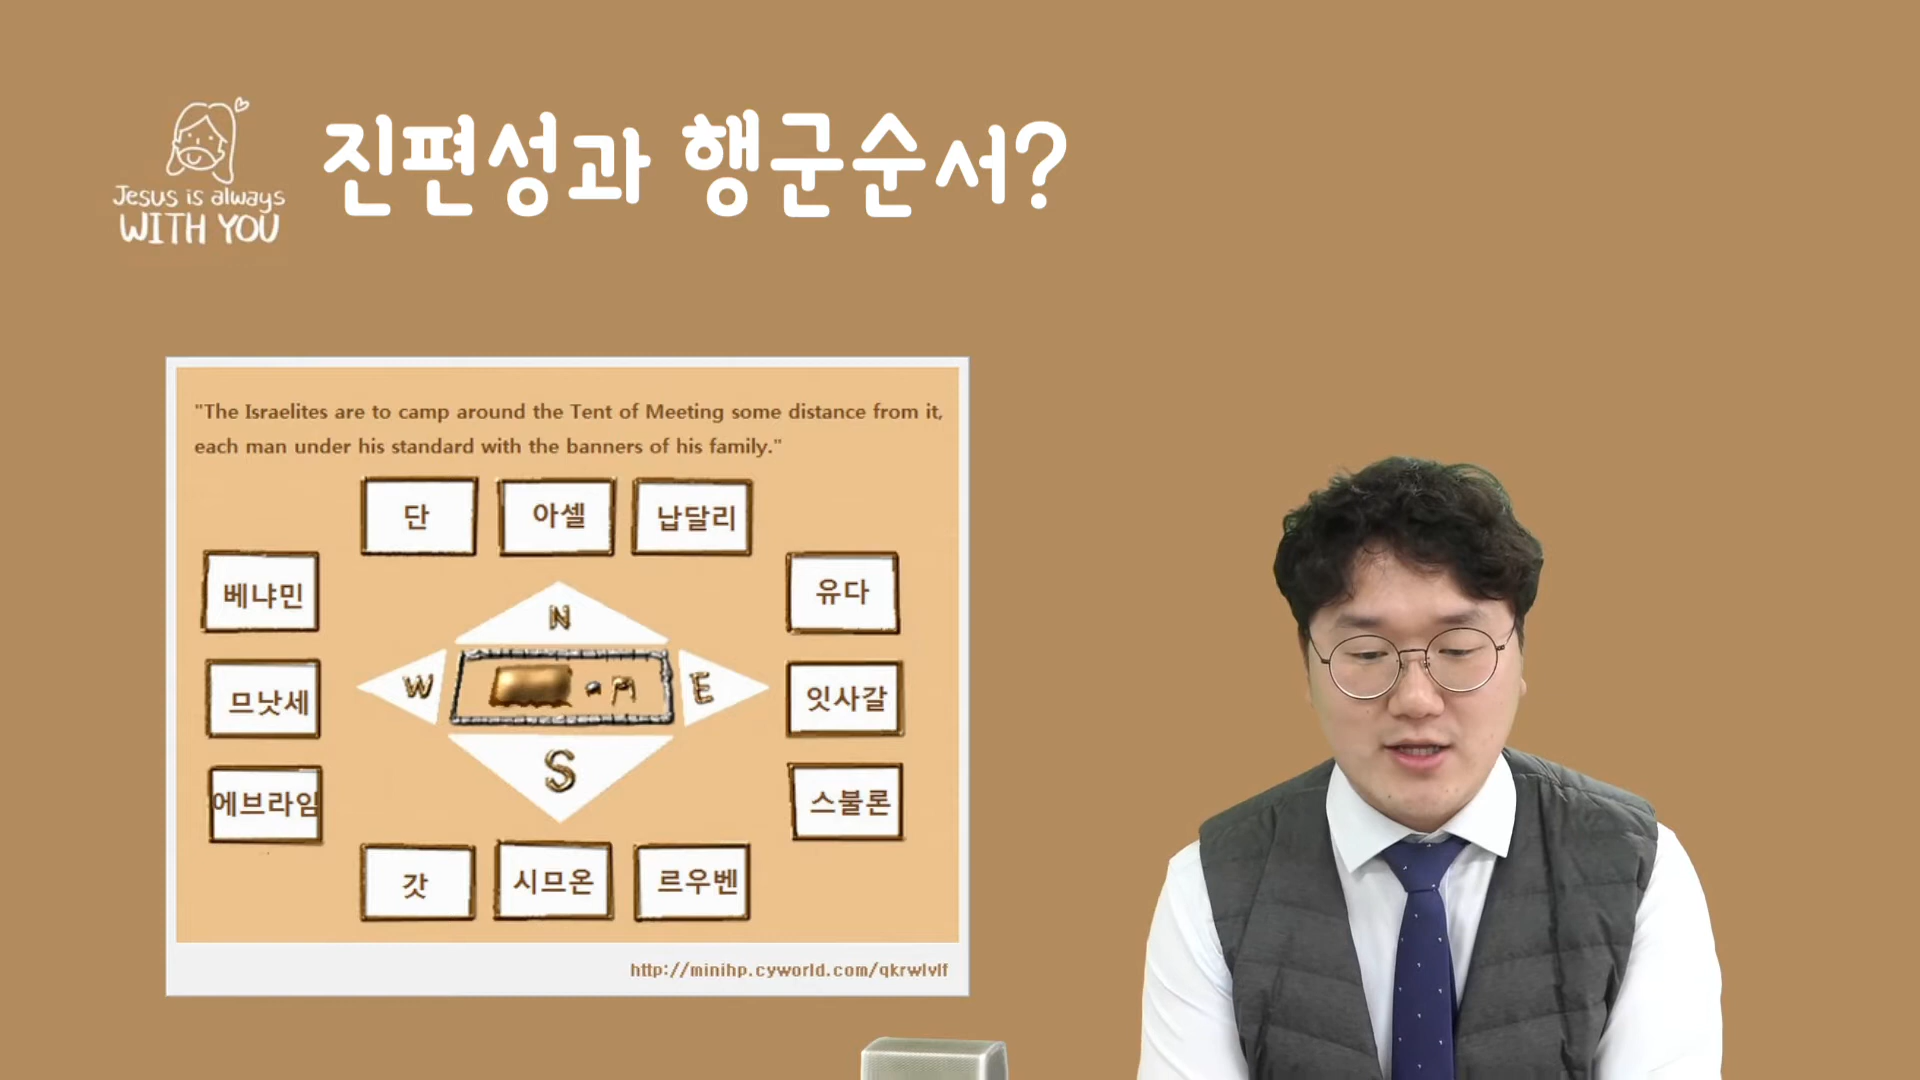 Jesus is always
WITH YOU
진편성과 행군순서?
"The Israelites are to camp around the Tent of Meeting some distance from it,
each man under his standard with the banners of his family."
단 아셀 납달리
베냐민 유다
N
므낫세 W E 잇사갈
S
에브라임 스불론
갓 시므온 르우벤
http://minihp.cyworld.com/qkrwlvlf